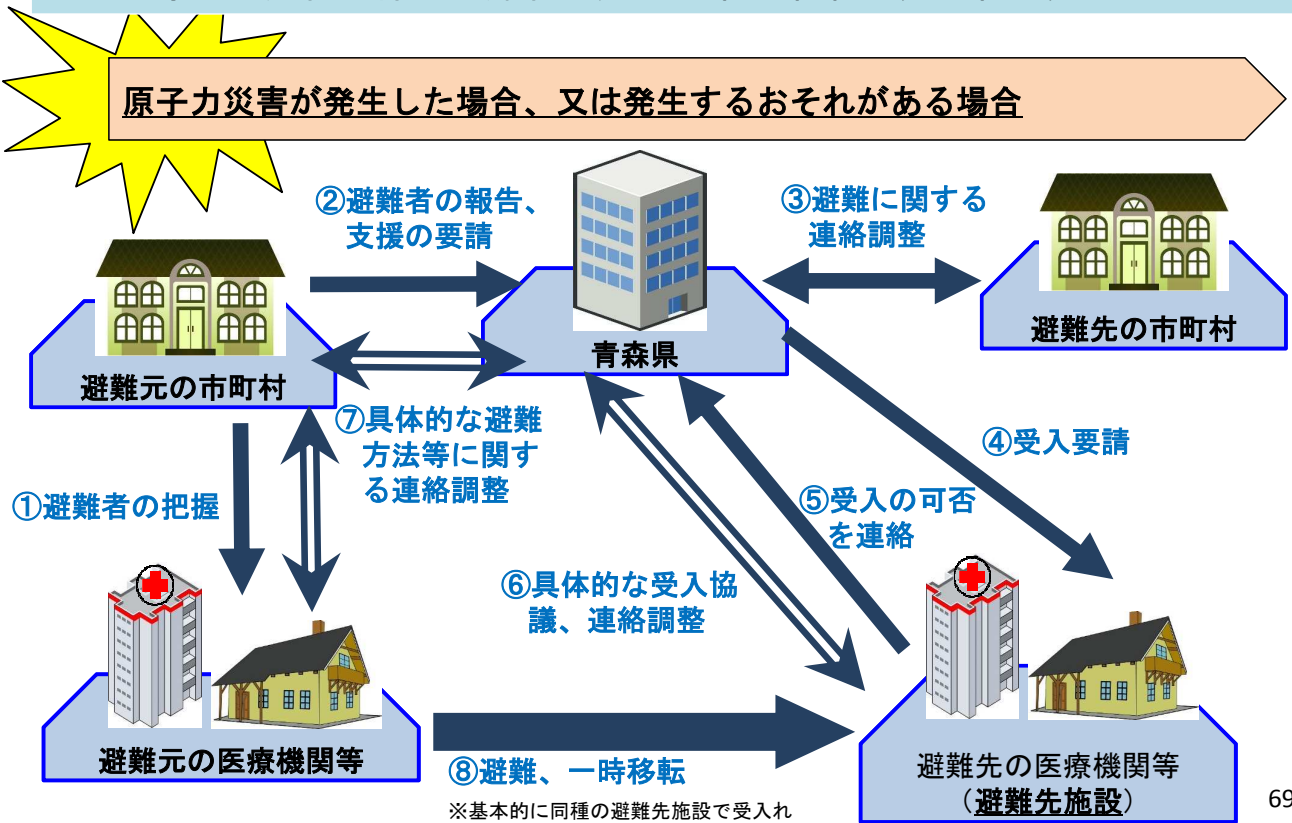 原子力災害が発生した場合、又は発生するおそれがある場合
②避難者の報告、
支援の要請
③避難に関する
連絡調整
避難元の市町村
青森県
避難先の市町村
①避難者の把握
⑦具体的な避難
方法等に関す
る連絡調整
④受入要請
⑤受入の可否
を連絡
⑥具体的な受入協
議、連絡調整
避難元の医療機関等
⑧避難、一時移転
※基本的に同種の避難先施設で受入れ
避難先の医療機関等
（避難先施設）
69